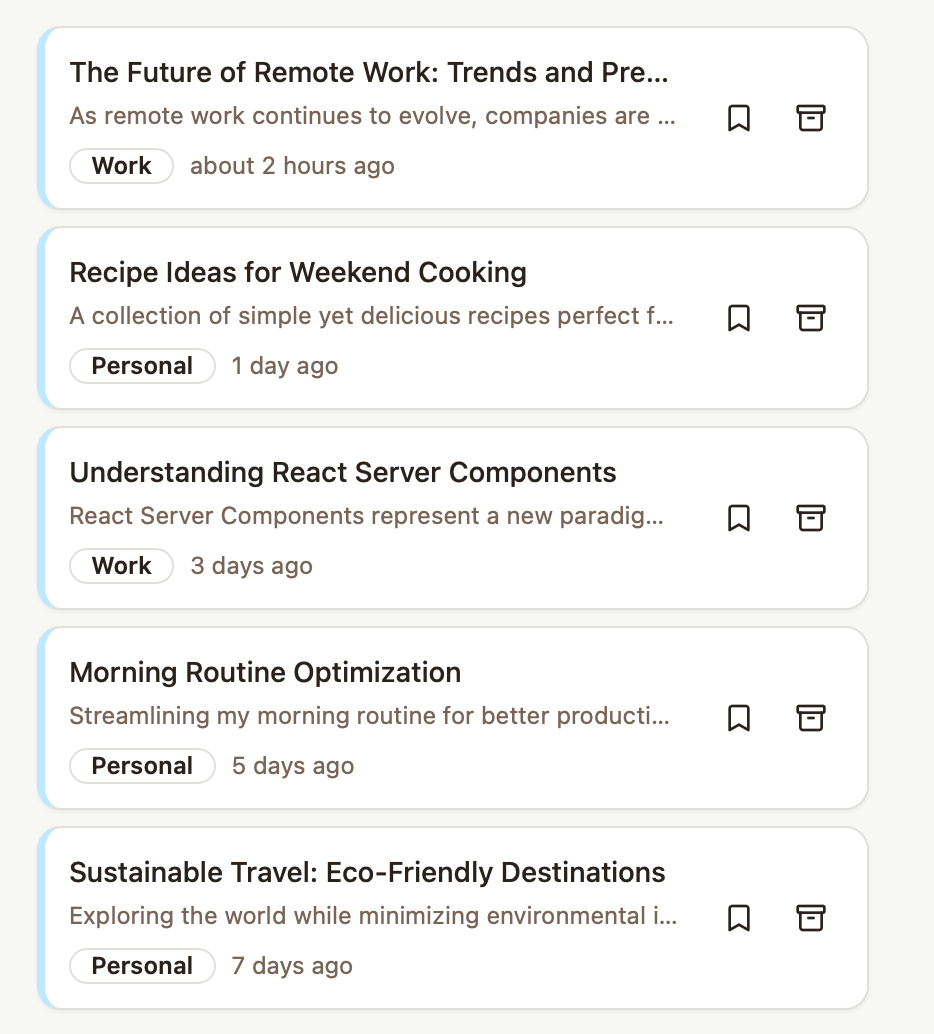 The Future of Remote Work: Trends and Pre...
As remote work continues to evolve, companies are ...
Work about 2 hours ago
Recipe Ideas for Weekend Cooking
A collection of simple yet delicious recipes perfect f...
Personal 1 day ago
Understanding React Server Components
React Server Components represent a new paradig...
Work 3 days ago
Morning Routine Optimization
Streamlining my morning routine for better producti...
Personal 5 days ago
Sustainable Travel: Eco-Friendly Destinations
Exploring the world while minimizing environmental i...
Personal 7 days ago